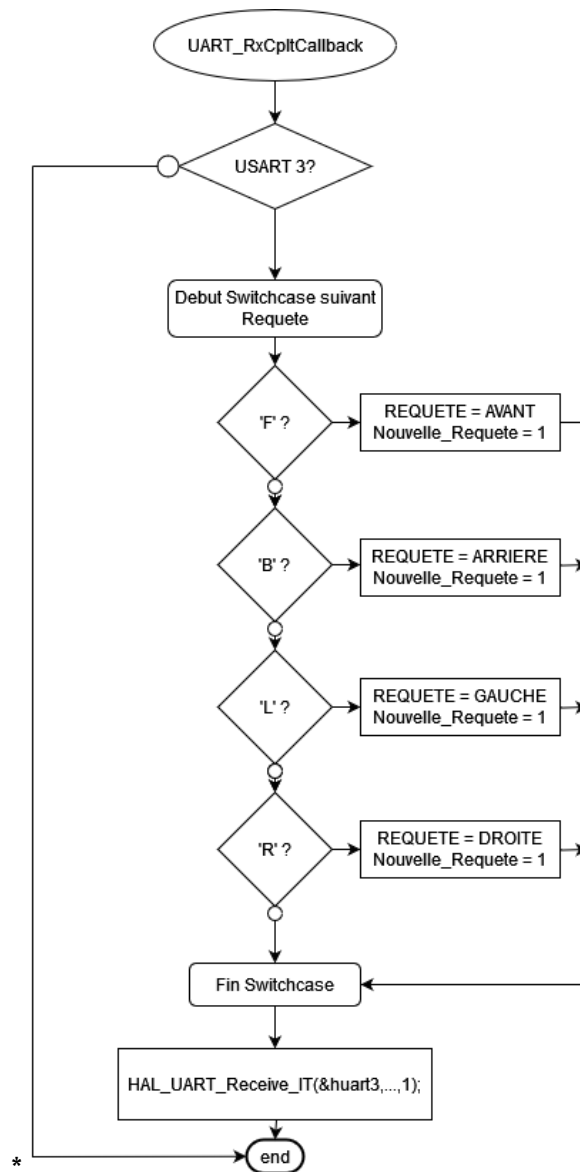 UART_RxCpltCallback
USART 3?
Debut Switchcase suivant
Requete
'F' ?
REQUETE = AVANT
Nouvelle_Requete = 1
'B' ?
REQUETE = ARRIERE
Nouvelle_Requete = 1
'L' ?
REQUETE = GAUCHE
Nouvelle_Requete = 1
'R' ?
REQUETE = DROITE
Nouvelle_Requete = 1
Fin Switchcase
HAL_UART_Receive_IT(&huart3,...,1);
end
*